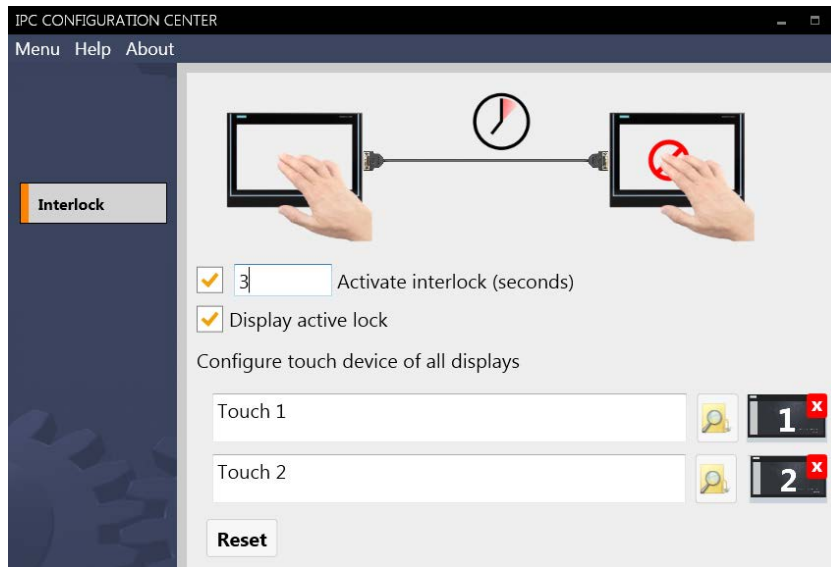 IPC CONFIGURATION CENTER
Menu Help About
Interlock
3 Activate interlock (seconds)
Display active lock
Configure touch device of all displays
Touch 1
1
x
Touch 2
2
x
Reset